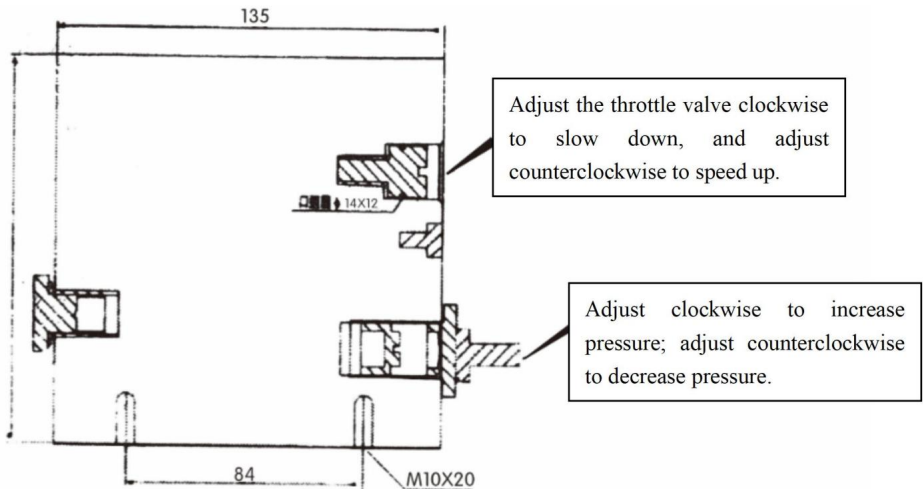 135
Adjust the throttle valve clockwise
to slow down, and adjust
counterclockwise to speed up.
14X12
Adjust clockwise to increase
pressure; adjust counterclockwise
to decrease pressure.
84
M10X20